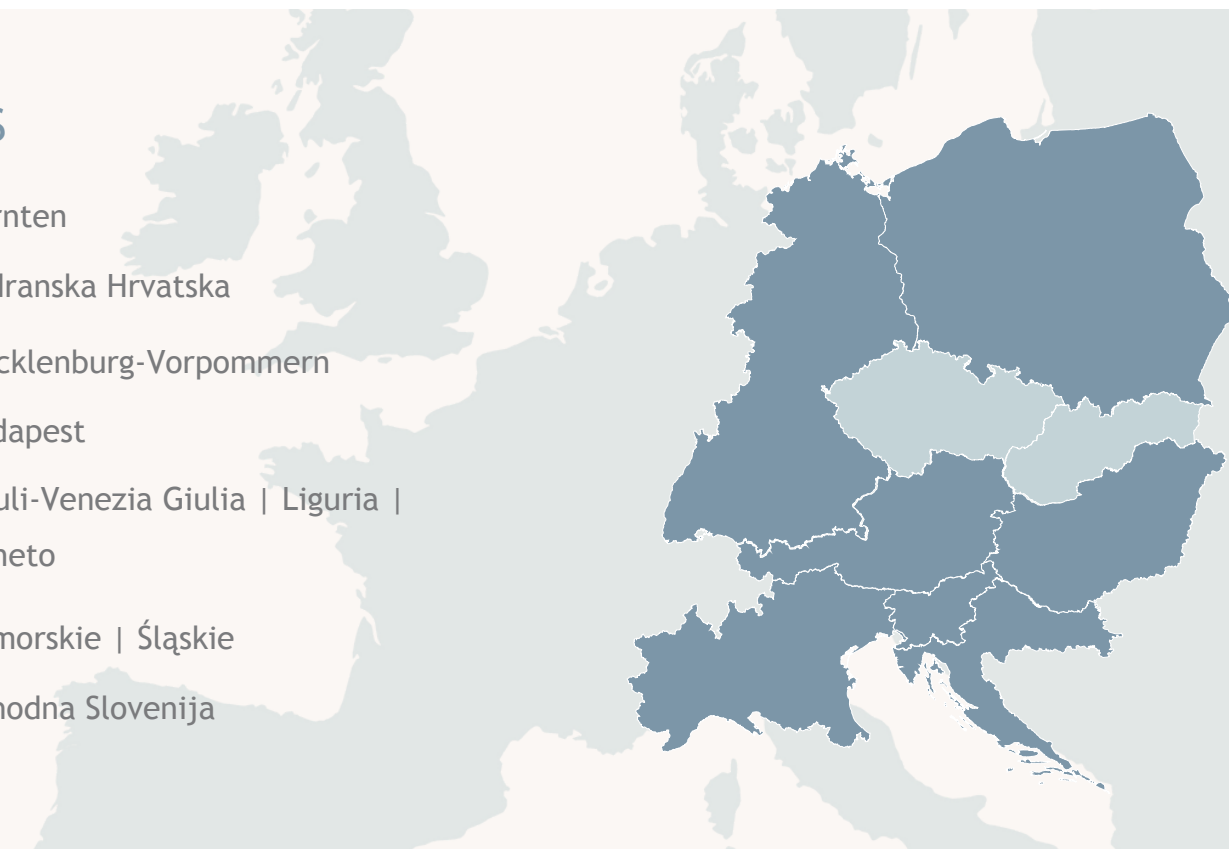 s
rnten
dranska Hrvatska
cklenburg-Vorpommern
dapest
uli-Venezia Giulia | Liguria |
neto
morskie | Śląskie
hodna Slovenija